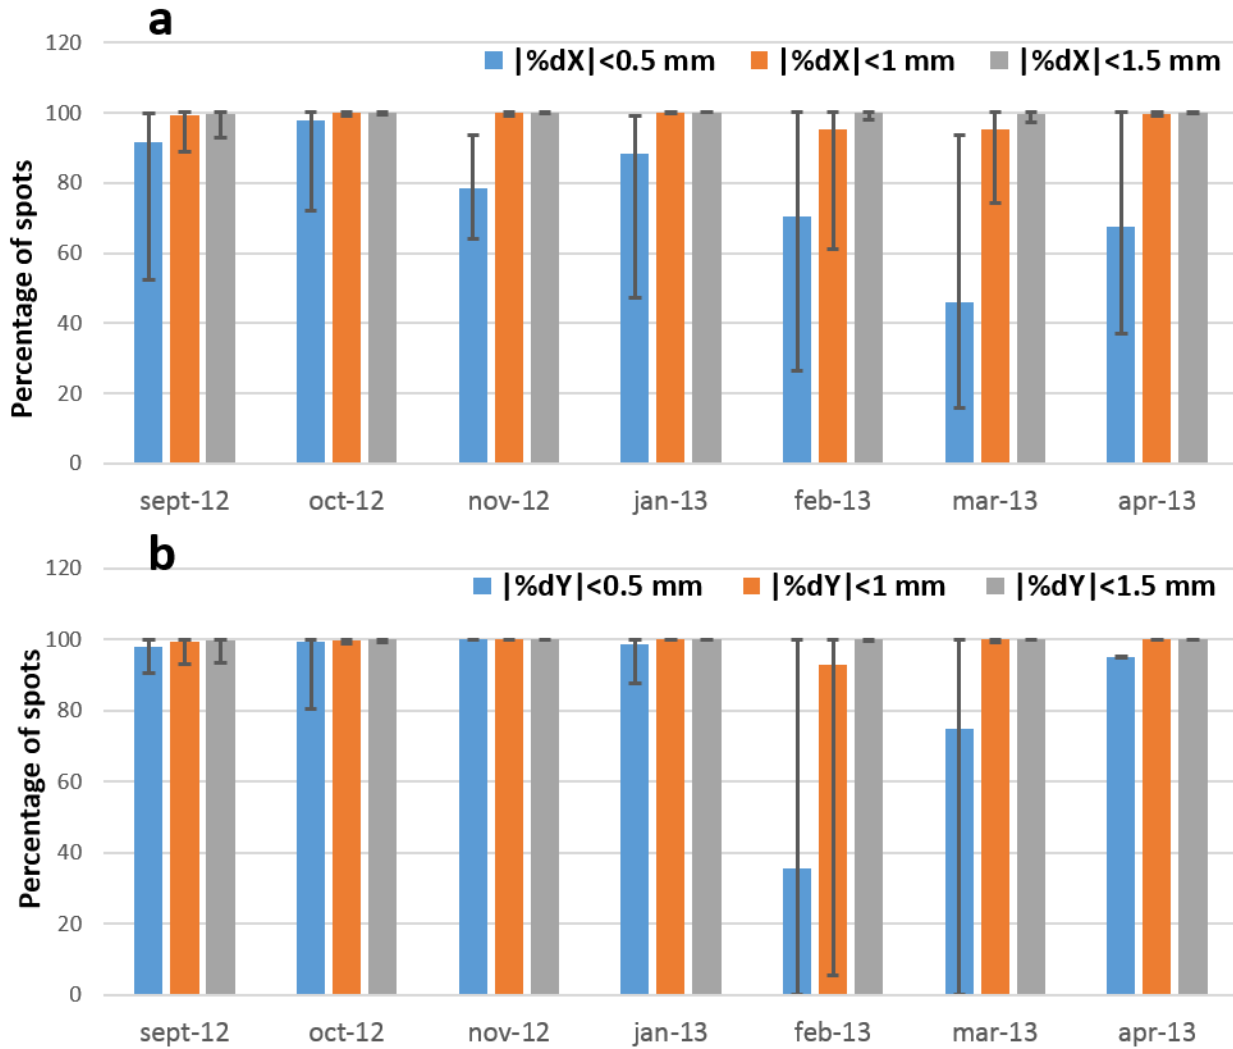 a
120
|%dX|<0.5 mm |%dX|<1 mm |%dX|<1.5 mm
100
80
60
40
20
0
Percentage of spots
sept-12 oct-12 nov-12 jan-13 feb-13 mar-13 apr-13
b
120
|%dY|<0.5 mm |%dY|<1 mm |%dY|<1.5 mm
100
80
60
40
20
0
Percentage of spots
sept-12 oct-12 nov-12 jan-13 feb-13 mar-13 apr-13